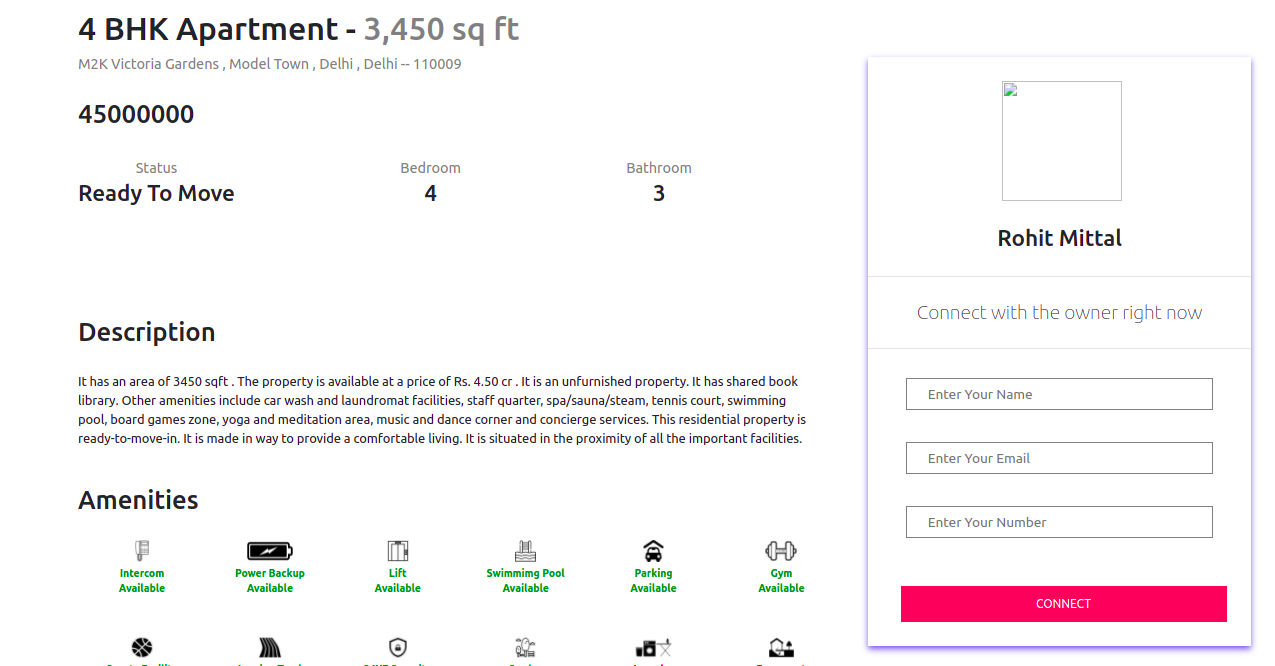 4 BHK Apartment - 3,450 sq ft
M2K Victoria Gardens , Model Town , Delhi , Delhi -- 110009
45000000
Status Bedroom Bathroom
Ready To Move 4 3
Description
It has an area of 3450 sqft . The property is available at a price of Rs. 4.50 cr . It is an unfurnished property. It has shared book
library. Other amenities include car wash and laundromat facilities, staff quarter, spa/sauna/steam, tennis court, swimming
pool, board games zone, yoga and meditation area, music and dance corner and concierge services. This residential property is
ready-to-move-in. It is made in way to provide a comfortable living. It is situated in the proximity of all the important facilities.
Amenities
Intercom Power Backup Lift Swimmimg Pool Parking Gym
Available Available Available Available Available Available
Rohit Mittal
Connect with the owner right now
Enter Your Name
Enter Your Email
Enter Your Number
CONNECT